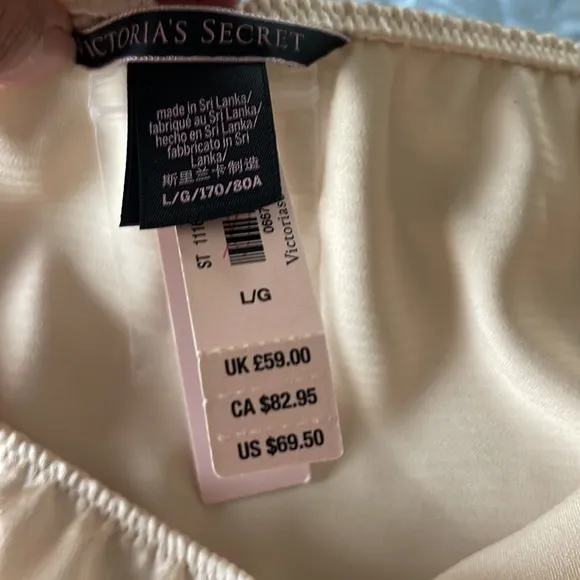 VICTORIA'S SECRET
made in Sri Lanka/
fabriqué au Sri Lanka/
hecho en Sri Lanka/
fabbricato in Sri
Lanka/
斯里兰卡制造
L/G/170/80A
L/G
UK £59.00
CA $82.95
US $69.50